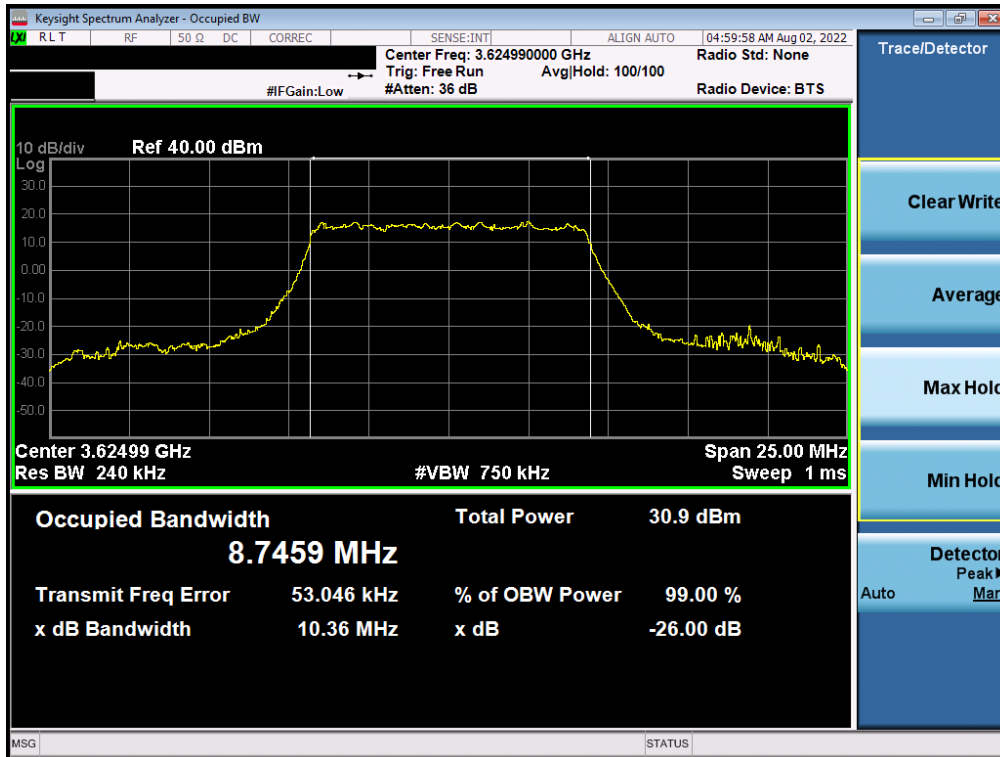 Keysight Spectrum Analyzer - Occupied BW
LXI RLT RF 50 Ω DC CORREC SENSE:INT ALIGN AUTO 04:59:58 AM Aug 02, 2022
Center Freq: 3.624990000 GHz Radio Std: None
Trig: Free Run Avg|Hold: 100/100
#IFGain:Low #Atten: 36 dB Radio Device: BTS
Trace/Detector
10 dB/div Ref 40.00 dBm
Log
30.0
20.0
10.0
0.00
-10.0
-20.0
-30.0
-40.0
-50.0
Center 3.62499 GHz Span 25.00 MHz
Res BW 240 kHz #VBW 750 kHz Sweep 1 ms
Occupied Bandwidth Total Power 30.9 dBm
8.7459 MHz
Transmit Freq Error 53.046 kHz % of OBW Power 99.00 %
x dB Bandwidth 10.36 MHz x dB -26.00 dB
Clear Write
Average
Max Hold
Min Hold
Detector
Peak
Auto Man
MSG STATUS